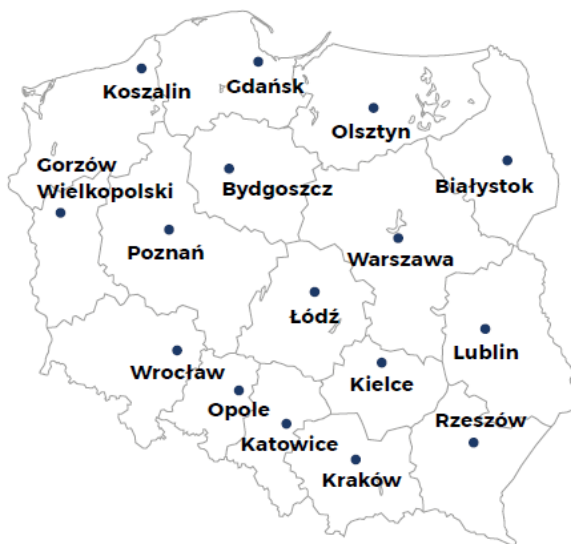 Koszalin
Gdańsk
Olsztyn
Gorzów
Wielkopolski
Bydgoszcz
Białystok
Poznań
Warszawa
Łódź
Lublin
Wrocław
Kielce
Opole
Rzeszów
Katowice
Kraków